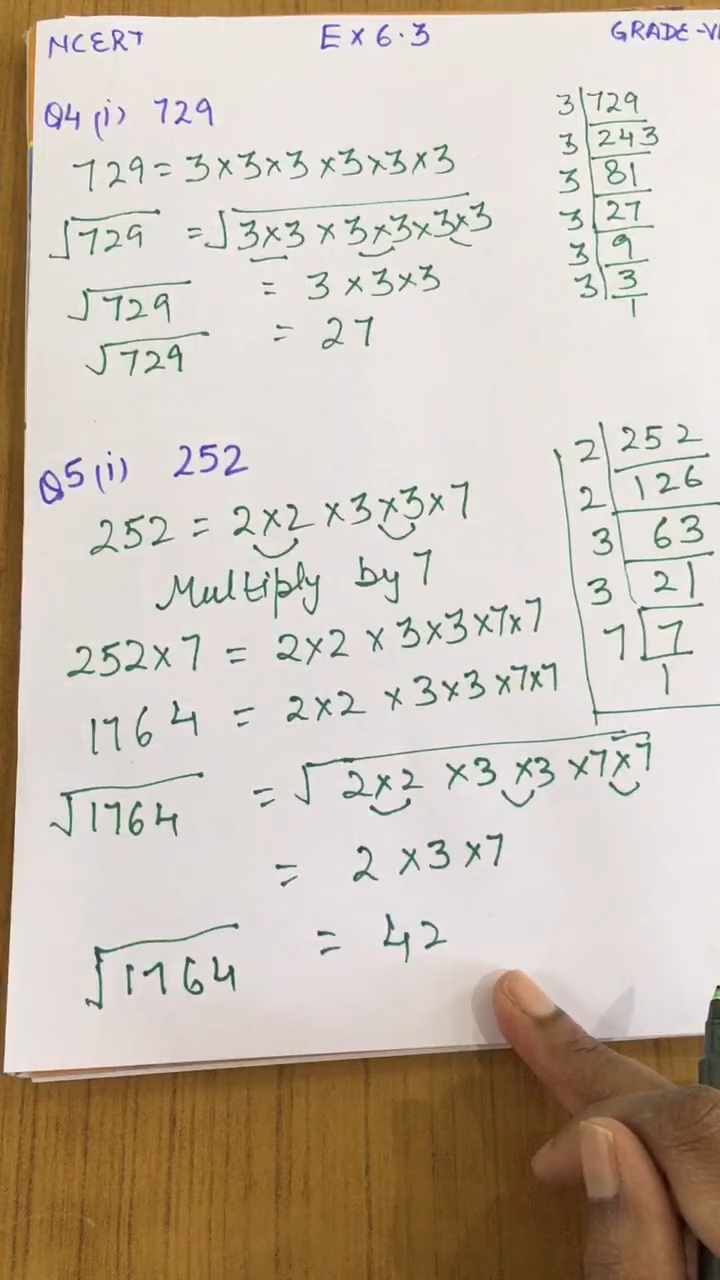 NCERT EX 6.3 GRADE-VI
Q4 (i) 729
729 = 3×3×3×3×3×3
√729 = √3×3×3×3×3×3
√729 = 3×3×3
√729 = 27
3 | 729
3 | 243
3 | 81
3 | 27
3 | 9
3 | 3
1
Q5 (i) 252
252 = 2×2×3×3×7
Multiply by 7
252×7 = 2×2×3×3×7×7
1764 = 2×2×3×3×7×7
√1764 = √2×2×3×3×7×7
= 2×3×7
√1764 = 42
2 | 252
2 | 126
3 | 63
3 | 21
7 | 7
1